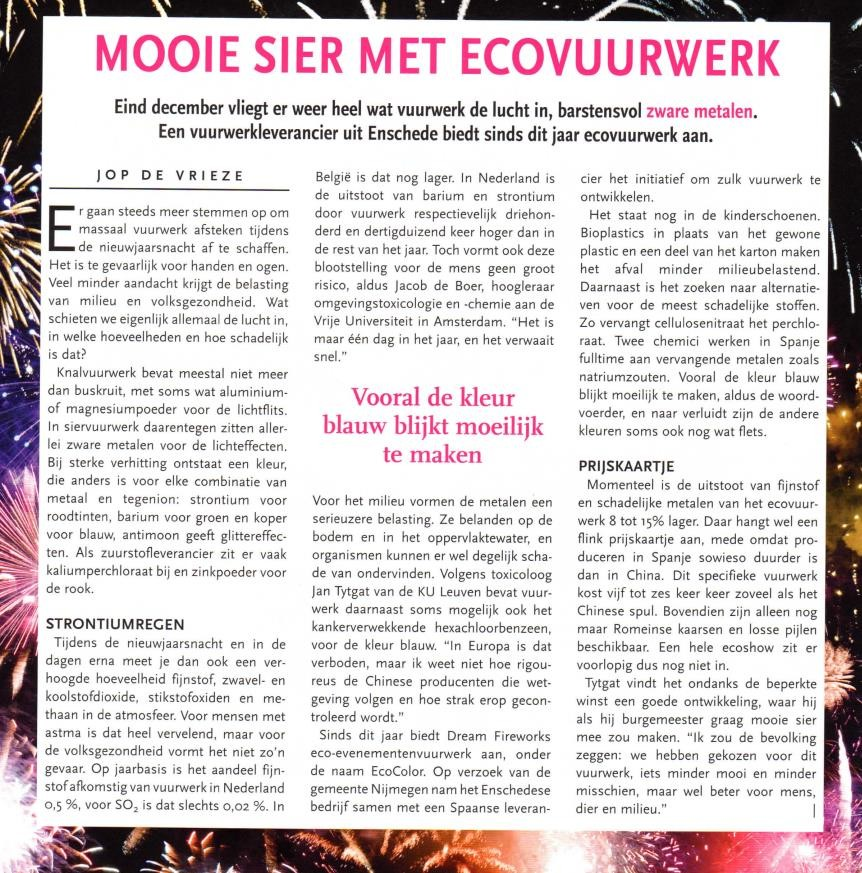 MOOIE SIER MET ECOVUURWERK
Eind december vliegt er weer heel wat vuurwerk de lucht in, barstensvol zware metalen.
Een vuurwerkleverancier uit Enschede biedt sinds dit jaar ecovuurwerk aan.
JOP DE VRIEZE
Er gaan steeds meer stemmen op om
massaal vuurwerk afsteken tijdens
de nieuwjaarsnacht af te schaffen.
Het is te gevaarlijk voor handen en ogen.
Veel minder aandacht krijgt de belasting
van milieu en volksgezondheid. Wat
schieten we eigenlijk allemaal de lucht in,
in welke hoeveelheden en hoe schadelijk
is dat?
Knalvuurwerk bevat meestal niet meer
dan buskruit, met soms wat aluminium-
of magnesiumpoeder voor de lichtflits.
In siervuurwerk daarentegen zitten aller-
lei zware metalen voor de lichteffecten.
Bij sterke verhitting ontstaat een kleur,
die anders is voor elke combinatie van
metaal en tegenion: strontium voor
roodtinten, barium voor groen en koper
voor blauw, antimoon geeft glittereffec-
ten. Als zuurstofleverancier zit er vaak
kaliumperchloraat bij en zinkpoeder voor
de rook.
STRONTIUMREGEN
Tijdens de nieuwjaarsnacht en in de
dagen erna meet je dan ook een ver-
hoogde hoeveelheid fijnstof, zwavel- en
koolstofdioxide, stikstofoxiden en me-
thaan in de atmosfeer. Voor mensen met
astma is dat heel vervelend, maar voor
de volksgezondheid vormt het niet zo'n
gevaar. Op jaarbasis is het aandeel fijn-
stof afkomstig van vuurwerk in Nederland
0,5 %, voor SO₂ is dat slechts 0,02 %. In
België is dat nog lager. In Nederland is
de uitstoot van barium en strontium
door vuurwerk respectievelijk driehon-
derd en dertigduizend keer hoger dan in
de rest van het jaar. Toch vormt ook deze
blootstelling voor de mens geen groot
risico, aldus Jacob de Boer, hoogleraar
omgevingstoxicologie en -chemie aan de
Vrije Universiteit in Amsterdam. “Het is
maar één dag in het jaar, en het verwaait
snel.”
Vooral de kleur
blauw blijkt moeilijk
te maken
Voor het milieu vormen de metalen een
serieuzere belasting. Ze belanden op de
bodem en in het oppervlaktewater, en
organismen kunnen er wel degelijk scha-
de van ondervinden. Volgens toxicoloog
Jan Tytgat van de KU Leuven bevat vuur-
werk daarnaast soms mogelijk ook het
kankerverwekkende hexachloorbenzeen,
voor de kleur blauw. “In Europa is dat
verboden, maar ik weet niet hoe rigou-
reus de Chinese producenten die wet-
geving volgen en hoe strak erop gecon-
troleerd wordt.”
Sinds dit jaar biedt Dream Fireworks
eco-evenementenvuurwerk aan, onder
de naam EcoColor. Op verzoek van de
gemeente Nijmegen nam het Enschedese
bedrijf samen met een Spaanse leveran-
cier het initiatief om zulk vuurwerk te
ontwikkelen.
Het staat nog in de kinderschoenen.
Bioplastics in plaats van het gewone
plastic en een deel van het karton maken
het afval minder milieubelastend.
Daarnaast is het zoeken naar alternatie-
ven voor de meest schadelijke stoffen.
Zo vervangt cellulosenitraat het perchlo-
raat. Twee chemici werken in Spanje
fulltime aan vervangende metalen zoals
natriumzouten. Vooral de kleur blauw
blijkt moeilijk te maken, aldus de woord-
voerder, en naar verluidt zijn de andere
kleuren soms ook nog wat flets.
PRIJSKAARTJE
Momenteel is de uitstoot van fijnstof
en schadelijke metalen van het ecovuur-
werk 8 tot 15% lager. Daar hangt wel een
flink prijskaartje aan, mede omdat pro-
duceren in Spanje sowieso duurder is
dan in China. Dit specifieke vuurwerk
kost vijf tot zes keer keer zoveel als het
Chinese spul. Bovendien zijn alleen nog
maar Romeinse kaarsen en losse pijlen
beschikbaar. Een hele ecoshow zit er
voorlopig dus nog niet in.
Tytgat vindt het ondanks de beperkte
winst een goede ontwikkeling, waar hij
als hij burgemeester graag mooie sier
mee zou maken. “Ik zou de bevolking
zeggen: we hebben gekozen voor dit
vuurwerk, iets minder mooi en minder
misschien, maar wel beter voor mens,
dier en milieu.” |